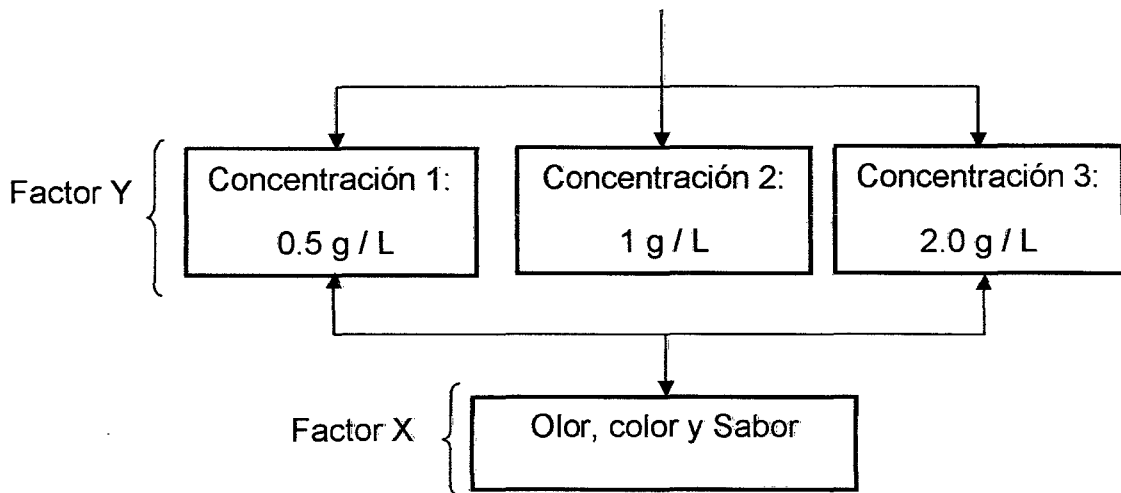 Factor Y
Concentración 1:
0.5 g / L
Concentración 2:
1 g / L
Concentración 3:
2.0 g / L
Factor X
Olor, color y Sabor